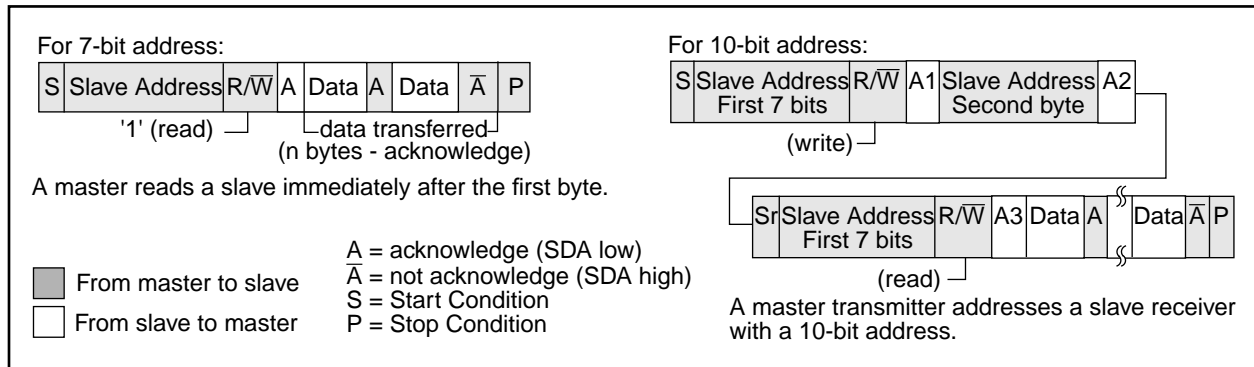 For 7-bit address:
S Slave Address R/W̅ A Data A Data A̅ P
'1' (read)
data transferred
(n bytes - acknowledge)
A master reads a slave immediately after the first byte.
From master to slave
From slave to master
A = acknowledge (SDA low)
A̅ = not acknowledge (SDA high)
S = Start Condition
P = Stop Condition
For 10-bit address:
S Slave Address First 7 bits R/W̅ A1 Slave Address Second byte A2
(write)
Sr Slave Address First 7 bits R/W̅ A3 Data A Data A̅ P
(read)
A master transmitter addresses a slave receiver
with a 10-bit address.